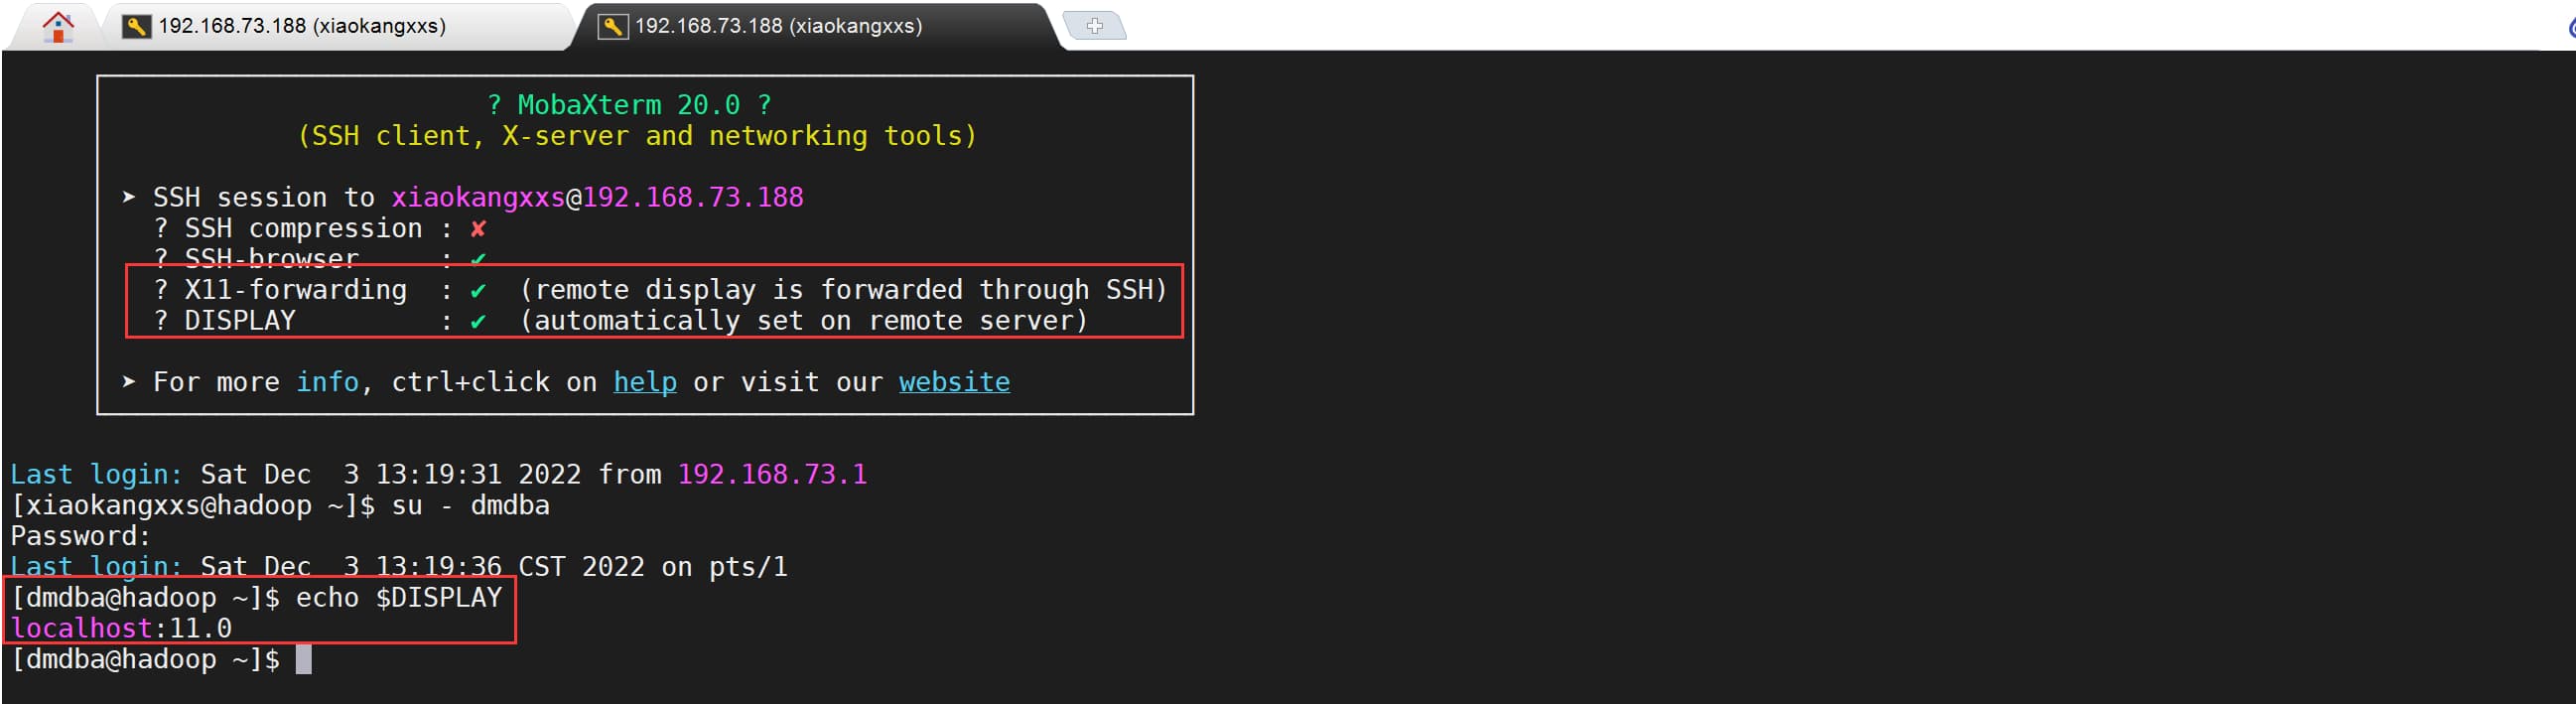 192.168.73.188 (xiaokangxxs)
192.168.73.188 (xiaokangxxs)
? MobaXterm 20.0 ?
(SSH client, X-server and networking tools)
➤ SSH session to xiaokangxxs@192.168.73.188
? SSH compression : ✘
? SSH-browser     : ✔
? X11-forwarding  : ✔  (remote display is forwarded through SSH)
? DISPLAY         : ✔  (automatically set on remote server)
➤ For more info, ctrl+click on help or visit our website
Last login: Sat Dec  3 13:19:31 2022 from 192.168.73.1
[xiaokangxxs@hadoop ~]$ su - dmdba
Password:
Last login: Sat Dec  3 13:19:36 CST 2022 on pts/1
[dmdba@hadoop ~]$ echo $DISPLAY
localhost:11.0
[dmdba@hadoop ~]$